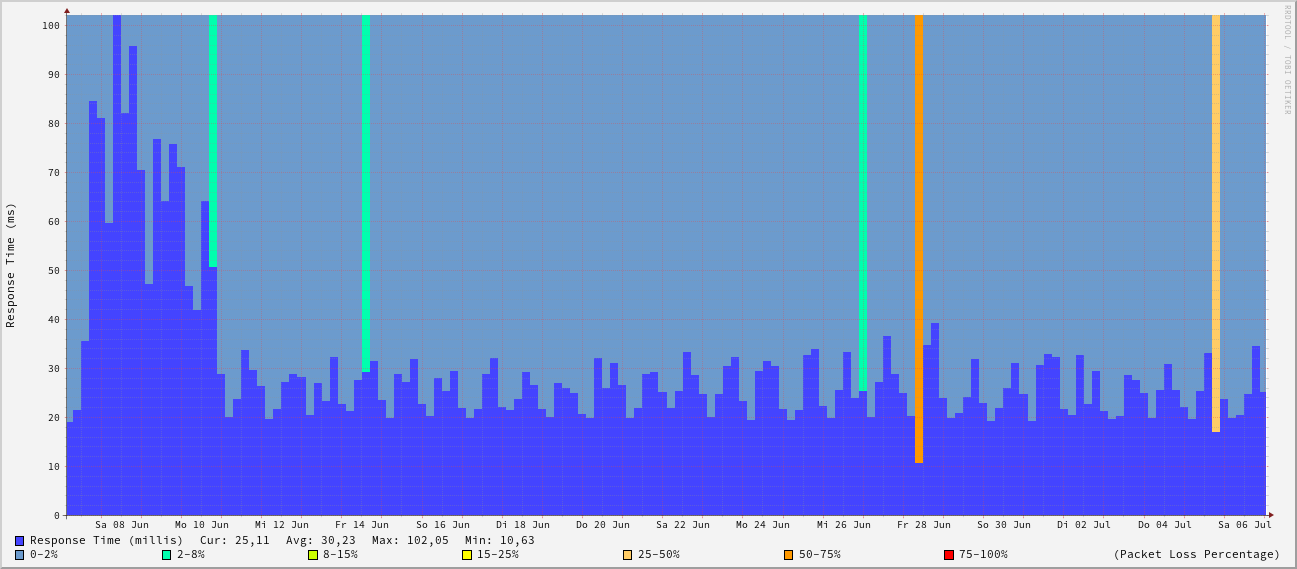 RRDTOOL / TOBI OETIKER
Response Time (ms)
100
90
80
70
60
50
40
30
20
10
0
Sa 08 Jun Mo 10 Jun Mi 12 Jun Fr 14 Jun So 16 Jun Di 18 Jun Do 20 Jun Sa 22 Jun Mo 24 Jun Mi 26 Jun Fr 28 Jun So 30 Jun Di 02 Jul Do 04 Jul Sa 06 Jul
Response Time (millis) Cur: 25,11 Avg: 30,23 Max: 102,05 Min: 10,63
0-2% 2-8% 8-15% 15-25% 25-50% 50-75% 75-100% (Packet Loss Percentage)